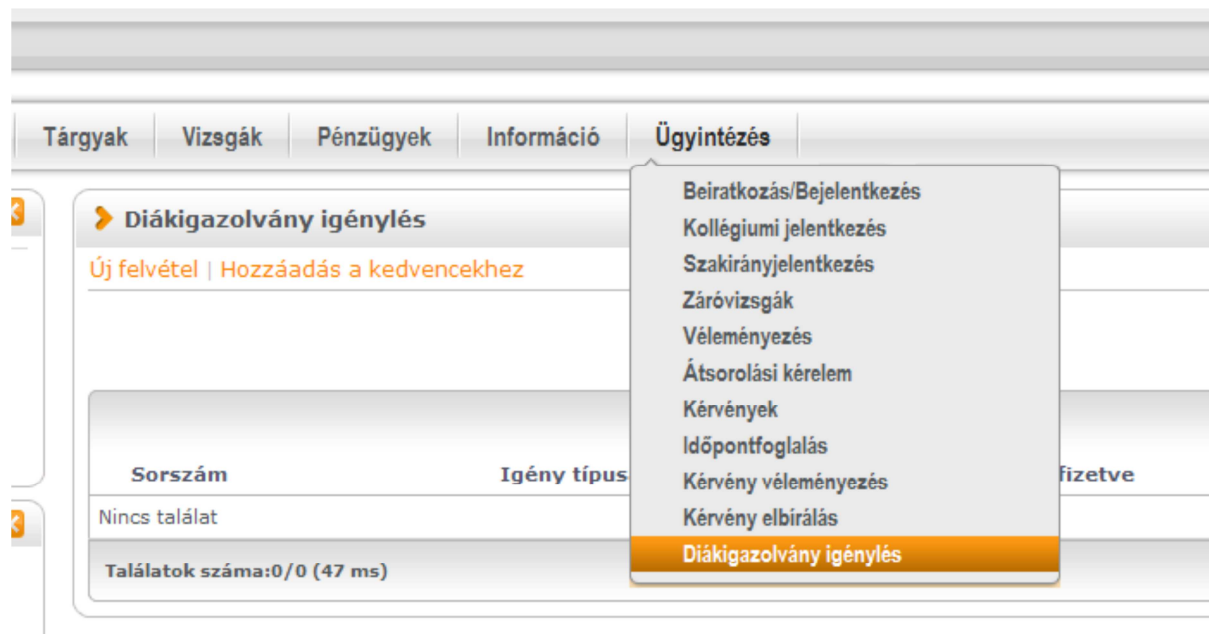 Tárgyak Vizsgák Pénzügyek Információ Ügyintézés
Diákigazolvány igénylés
Új felvétel | Hozzáadás a kedvencekhez
Beiratkozás/Bejelentkezés
Kollégiumi jelentkezés
Szakirányjelentkezés
Záróvizsgák
Véleményezés
Átsorolási kérelem
Kérvények
Időpontfoglalás
Kérvény véleményezés
Kérvény elbírálás
Diákigazolvány igénylés
Sorszám Igény típus fizetve
Nincs találat
Találatok száma:0/0 (47 ms)